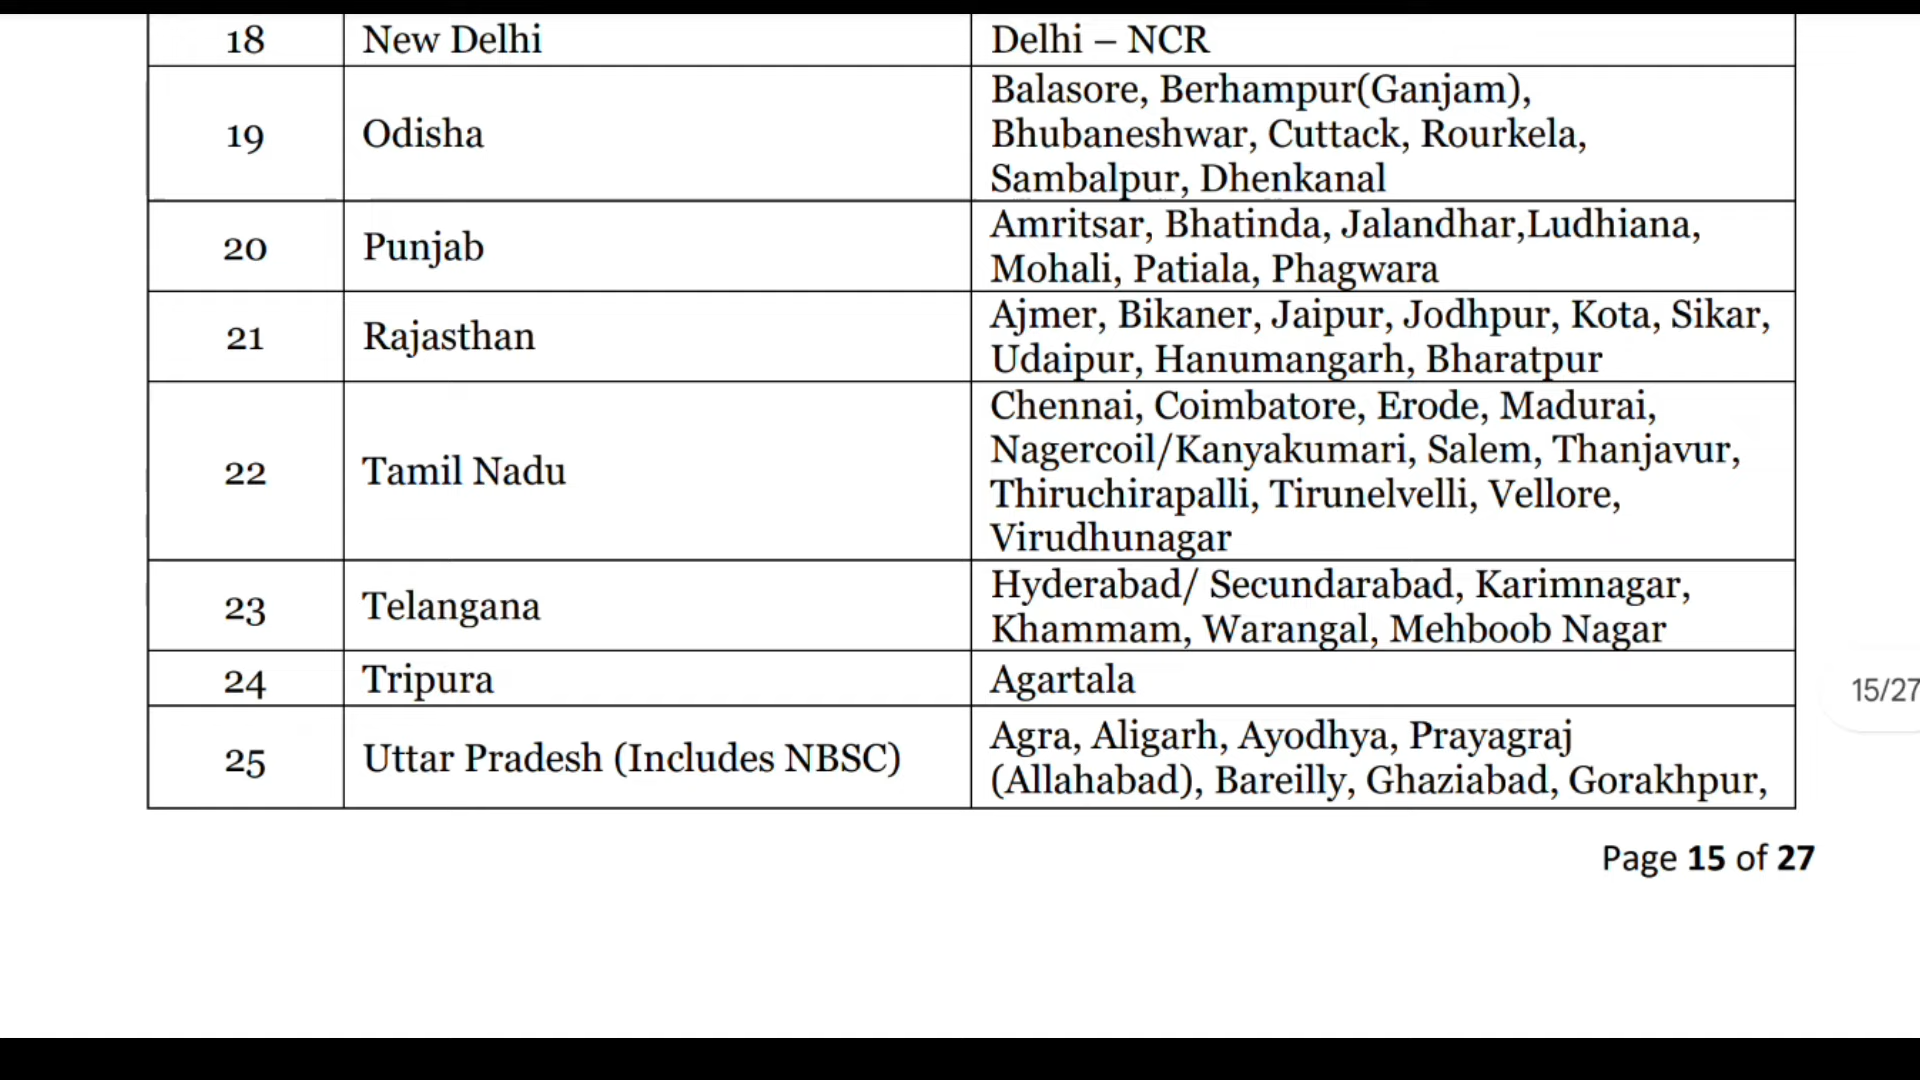 18 New Delhi Delhi – NCR
19 Odisha Balasore, Berhampur(Ganjam),
Bhubaneshwar, Cuttack, Rourkela,
Sambalpur, Dhenkanal
20 Punjab Amritsar, Bhatinda, Jalandhar,Ludhiana,
Mohali, Patiala, Phagwara
21 Rajasthan Ajmer, Bikaner, Jaipur, Jodhpur, Kota, Sikar,
Udaipur, Hanumangarh, Bharatpur
22 Tamil Nadu Chennai, Coimbatore, Erode, Madurai,
Nagercoil/Kanyakumari, Salem, Thanjavur,
Thiruchirapalli, Tirunelvelli, Vellore,
Virudhunagar
23 Telangana Hyderabad/ Secundarabad, Karimnagar,
Khammam, Warangal, Mehboob Nagar
24 Tripura Agartala
25 Uttar Pradesh (Includes NBSC) Agra, Aligarh, Ayodhya, Prayagraj
(Allahabad), Bareilly, Ghaziabad, Gorakhpur,
15/27
Page 15 of 27